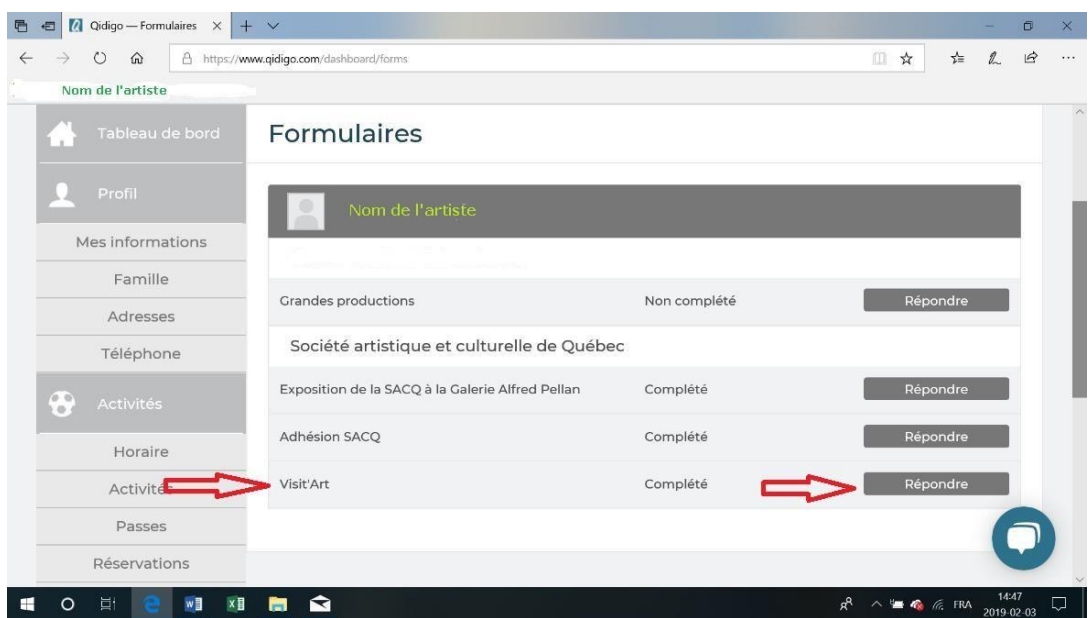 Qidigo — Formulaires
https://www.qidigo.com/dashboard/forms
Nom de l'artiste
Tableau de bord
Profil
Mes informations
Famille
Adresses
Téléphone
Activités
Horaire
Activités
Passes
Réservations
Formulaires
Nom de l'artiste
Grandes productions Non complété Répondre
Société artistique et culturelle de Québec
Exposition de la SACQ à la Galerie Alfred Pellan Complété Répondre
Adhésion SACQ Complété Répondre
Visit'Art Complété Répondre
FRA
14:47
2019-02-03